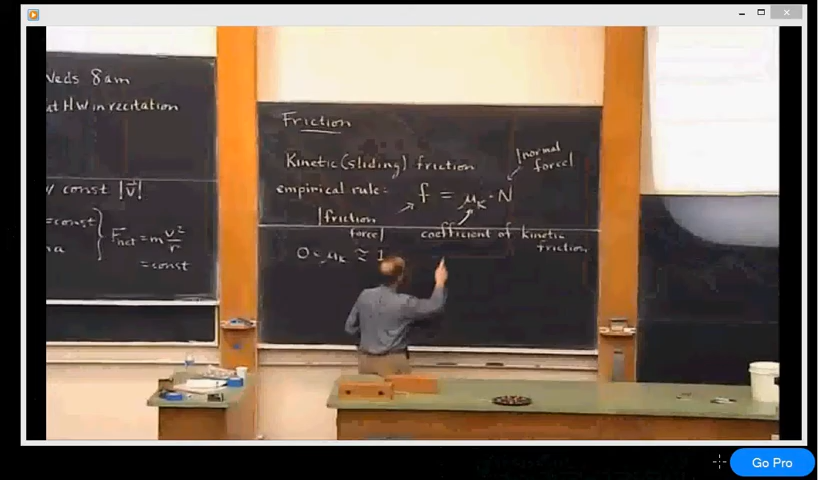 Weds 8am
HW in recitation
const |v⃗|
=const
F⃗net = m v²/r
=const
Friction
Kinetic (sliding) friction
empirical rule: f = μK · N
|normal force|
|friction force|
coefficient of kinetic friction
0 < μK ≲ 1
Go Pro